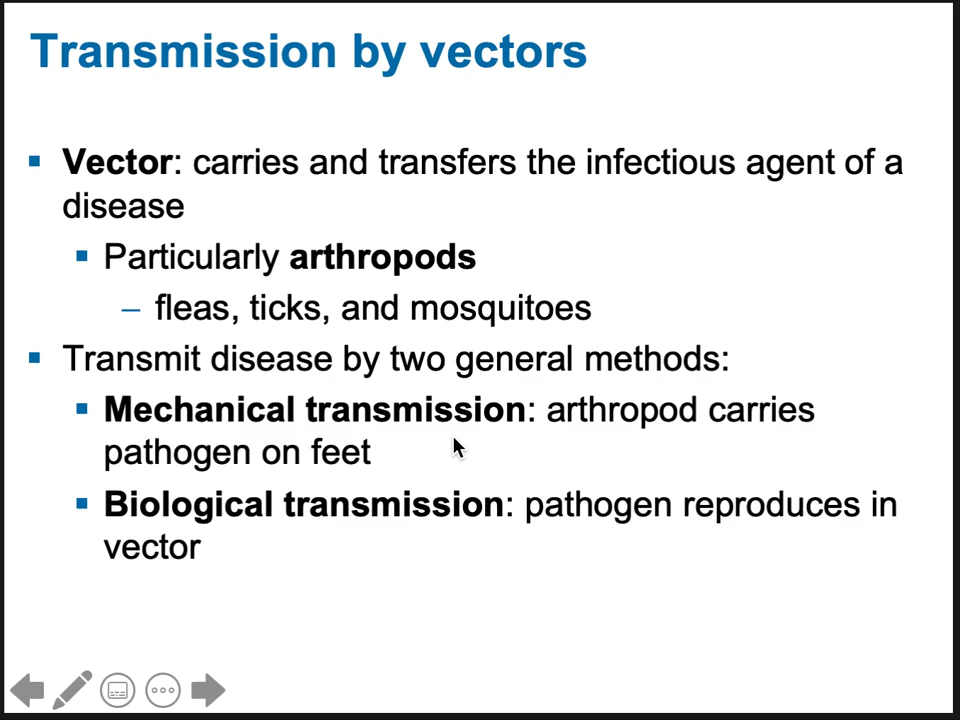 Transmission by vectors
▪ Vector: carries and transfers the infectious agent of a
disease
▪ Particularly arthropods
– fleas, ticks, and mosquitoes
▪ Transmit disease by two general methods:
▪ Mechanical transmission: arthropod carries
pathogen on feet
▪ Biological transmission: pathogen reproduces in
vector